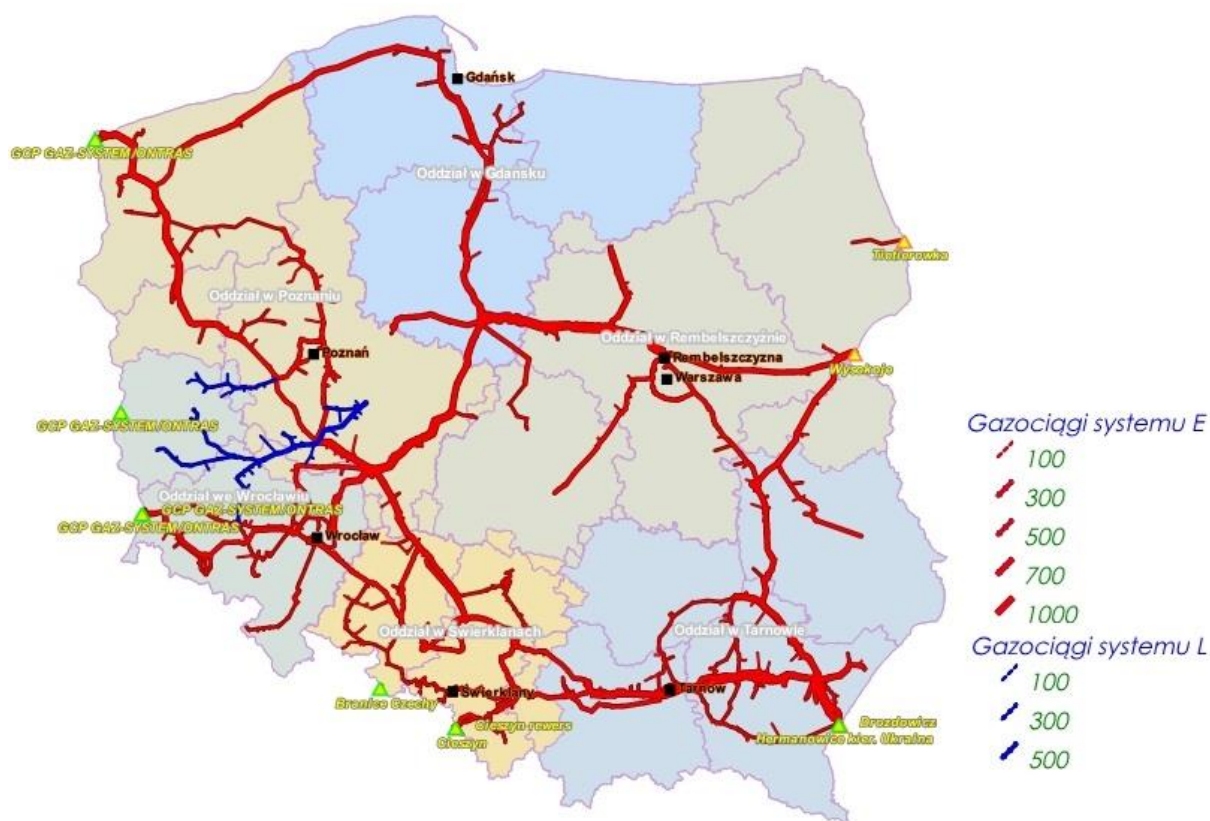 Gdańsk
GCP GAZ-SYSTEM/ONTRAS
Oddział w Gdańsku
Tietierowka
Oddział w Poznaniu
Oddział w Rembelszczyźnie
Poznań
Rembelszczyzna
Wysokoje
Warszawa
GCP GAZ-SYSTEM/ONTRAS
Gazociągi systemu E
100
300
500
700
1000
Oddział we Wrocławiu
GCP GAZ-SYSTEM/ONTRAS
GCP GAZ-SYSTEM/ONTRAS
Wrocław
Oddział w Świerklanach
Oddział w Tarnowie
Gazociągi systemu L
100
300
500
Branice Czechy
Świerklany
Tarnów
Cieszyn rewers
Cieszyn
Drozdowicz
Hermanowice kier. Ukraina